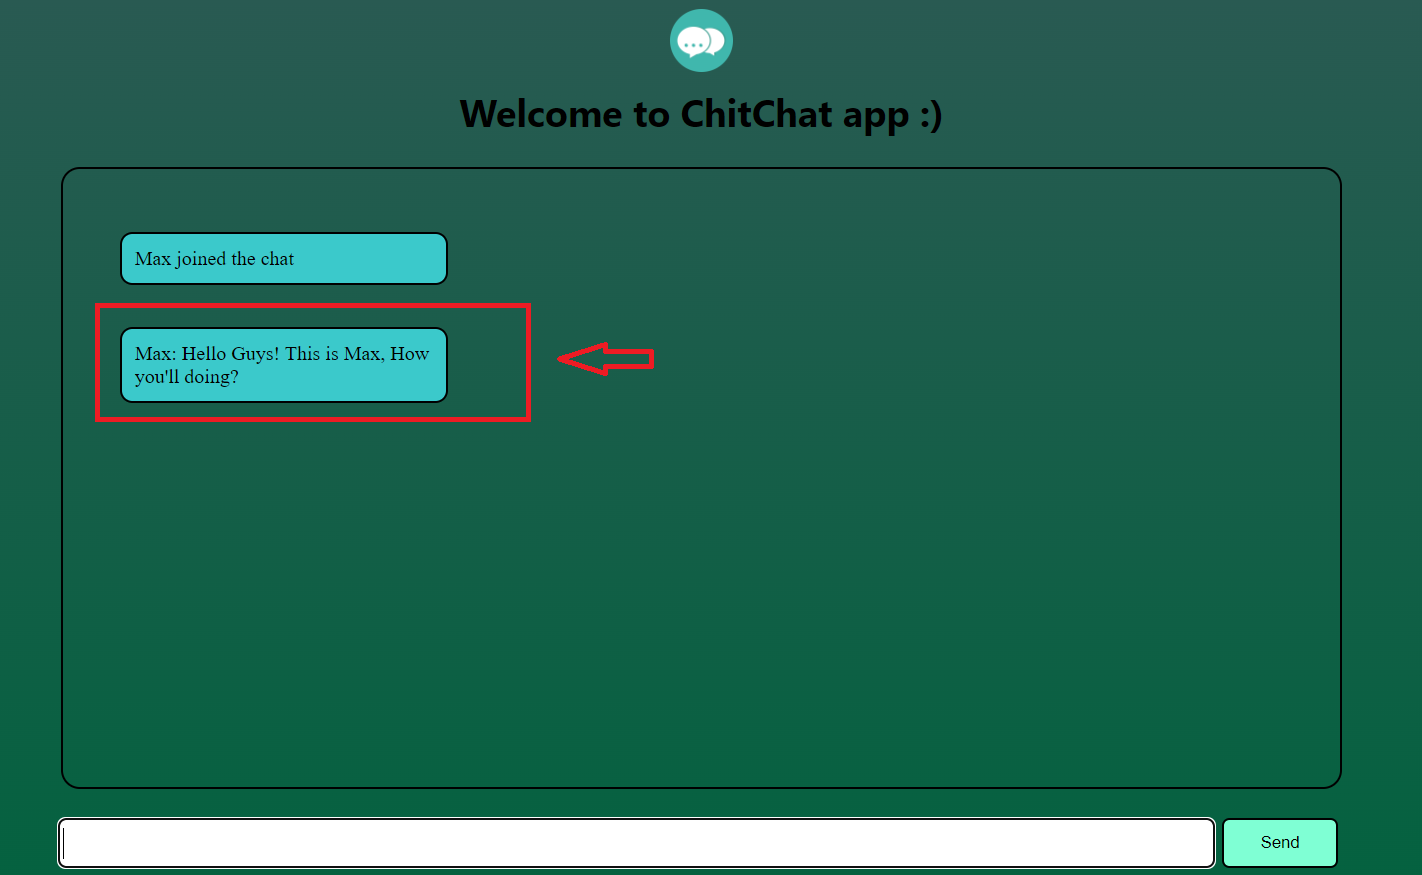 Welcome to ChitChat app :)
Max joined the chat
Max: Hello Guys! This is Max, How
you'll doing?
Send